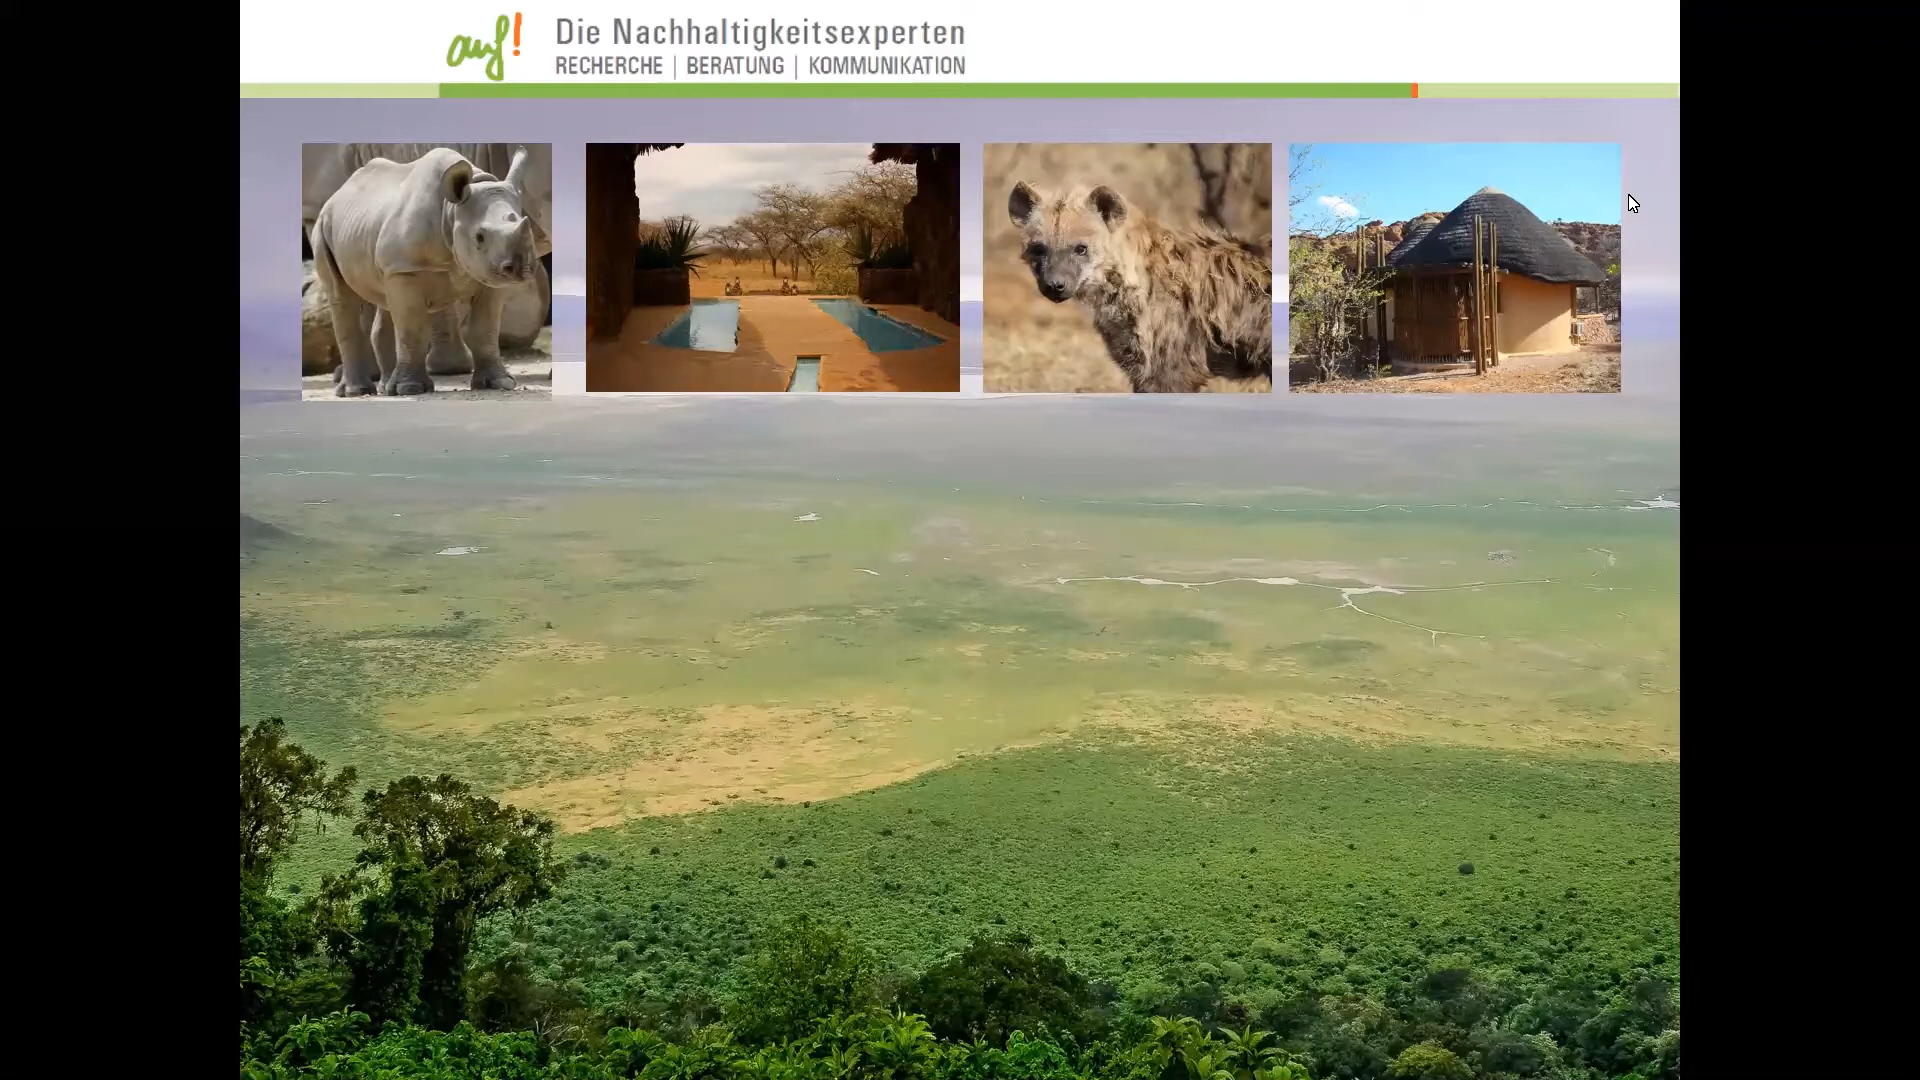 auf!
Die Nachhaltigkeitsexperten
RECHERCHE | BERATUNG | KOMMUNIKATION